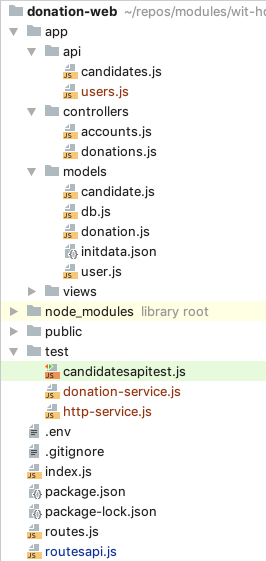 donation-web ~/repos/modules/wit-ho
app
api
candidates.js
users.js
controllers
accounts.js
donations.js
models
candidate.js
db.js
donation.js
initdata.json
user.js
views
node_modules library root
public
test
candidatesapitest.js
donation-service.js
http-service.js
.env
.gitignore
index.js
package.json
package-lock.json
routes.js
routesapi.js